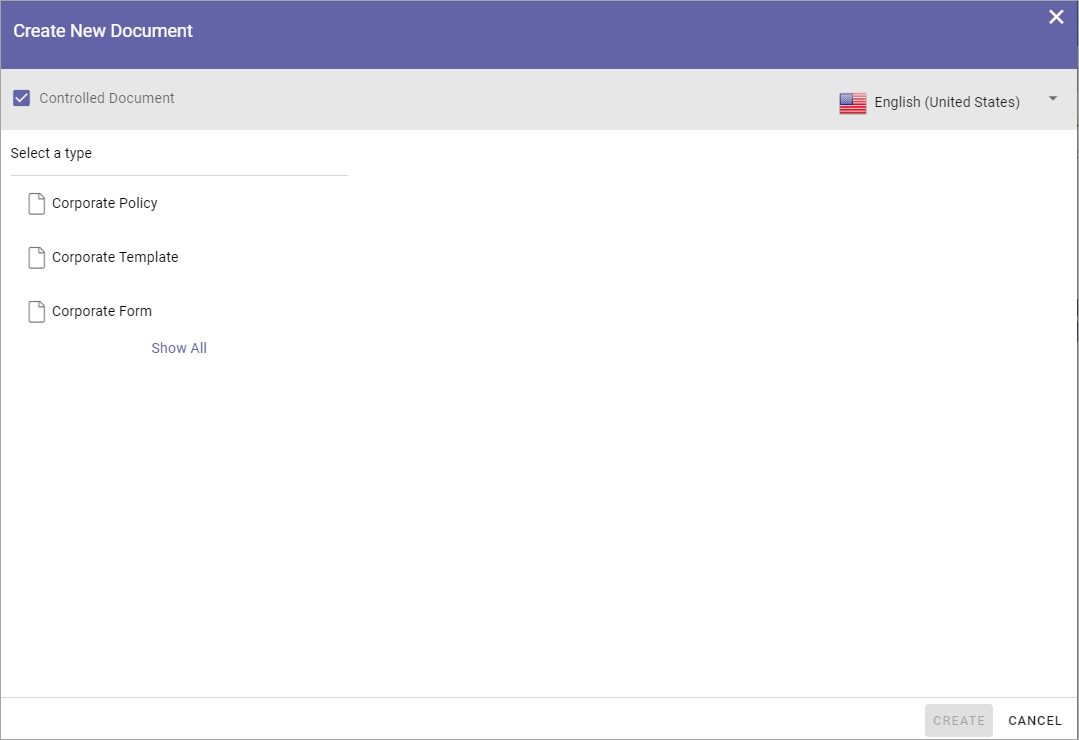 Create New Document
Controlled Document
English (United States)
Select a type
Corporate Policy
Corporate Template
Corporate Form
Show All
CREATE CANCEL